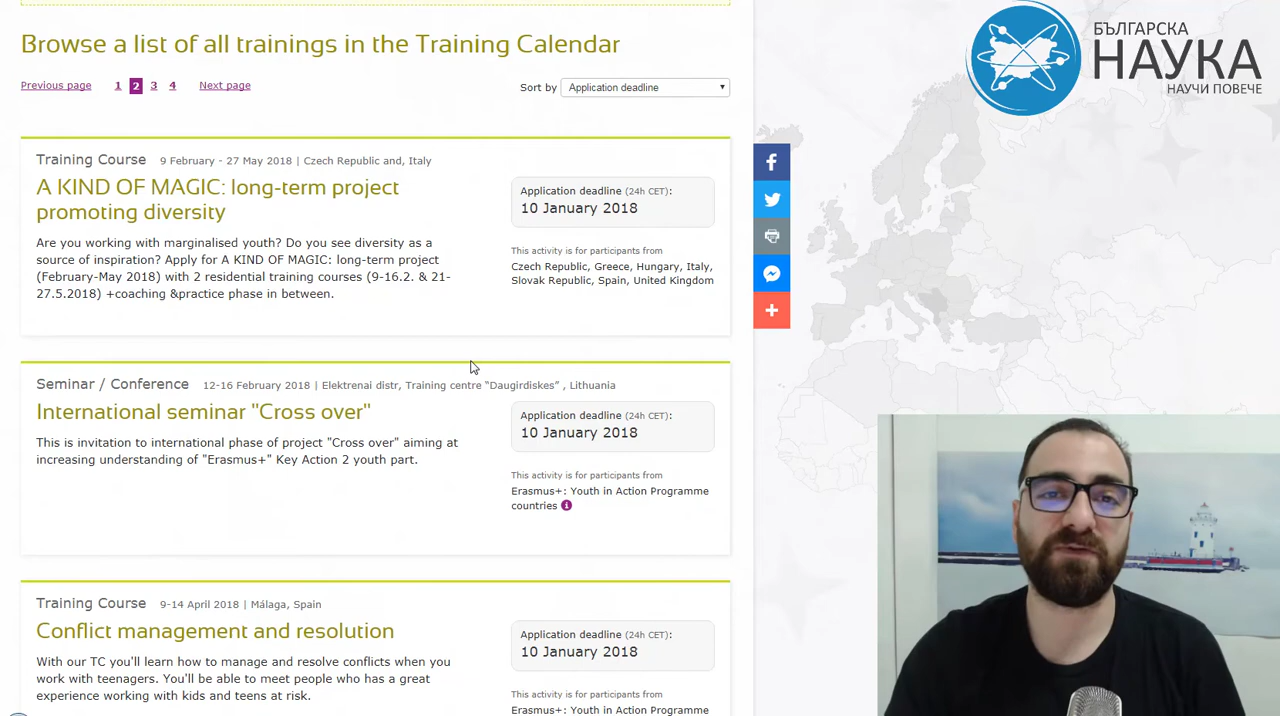 Browse a list of all trainings in the Training Calendar
Previous page 1 2 3 4 Next page
Sort by Application deadline
БЪЛГАРСКА
НАУКА
НАУЧИ ПОВЕЧЕ
Training Course 9 February - 27 May 2018 | Czech Republic and, Italy
A KIND OF MAGIC: long-term project
promoting diversity
Are you working with marginalised youth? Do you see diversity as a
source of inspiration? Apply for A KIND OF MAGIC: long-term project
(February-May 2018) with 2 residential training courses (9-16.2. & 21-
27.5.2018) +coaching &practice phase in between.
Application deadline (24h CET):
10 January 2018
This activity is for participants from
Czech Republic, Greece, Hungary, Italy,
Slovak Republic, Spain, United Kingdom
Seminar / Conference 12-16 February 2018 | Elektrenai distr, Training centre “Daugirdiskes” , Lithuania
International seminar "Cross over"
This is invitation to international phase of project "Cross over" aiming at
increasing understanding of "Erasmus+" Key Action 2 youth part.
Application deadline (24h CET):
10 January 2018
This activity is for participants from
Erasmus+: Youth in Action Programme
countries
Training Course 9-14 April 2018 | Málaga, Spain
Conflict management and resolution
With our TC you'll learn how to manage and resolve conflicts when you
work with teenagers. You'll be able to meet people who has a great
experience working with kids and teens at risk.
Application deadline (24h CET):
10 January 2018
This activity is for participants from
Erasmus+: Youth in Action Programme